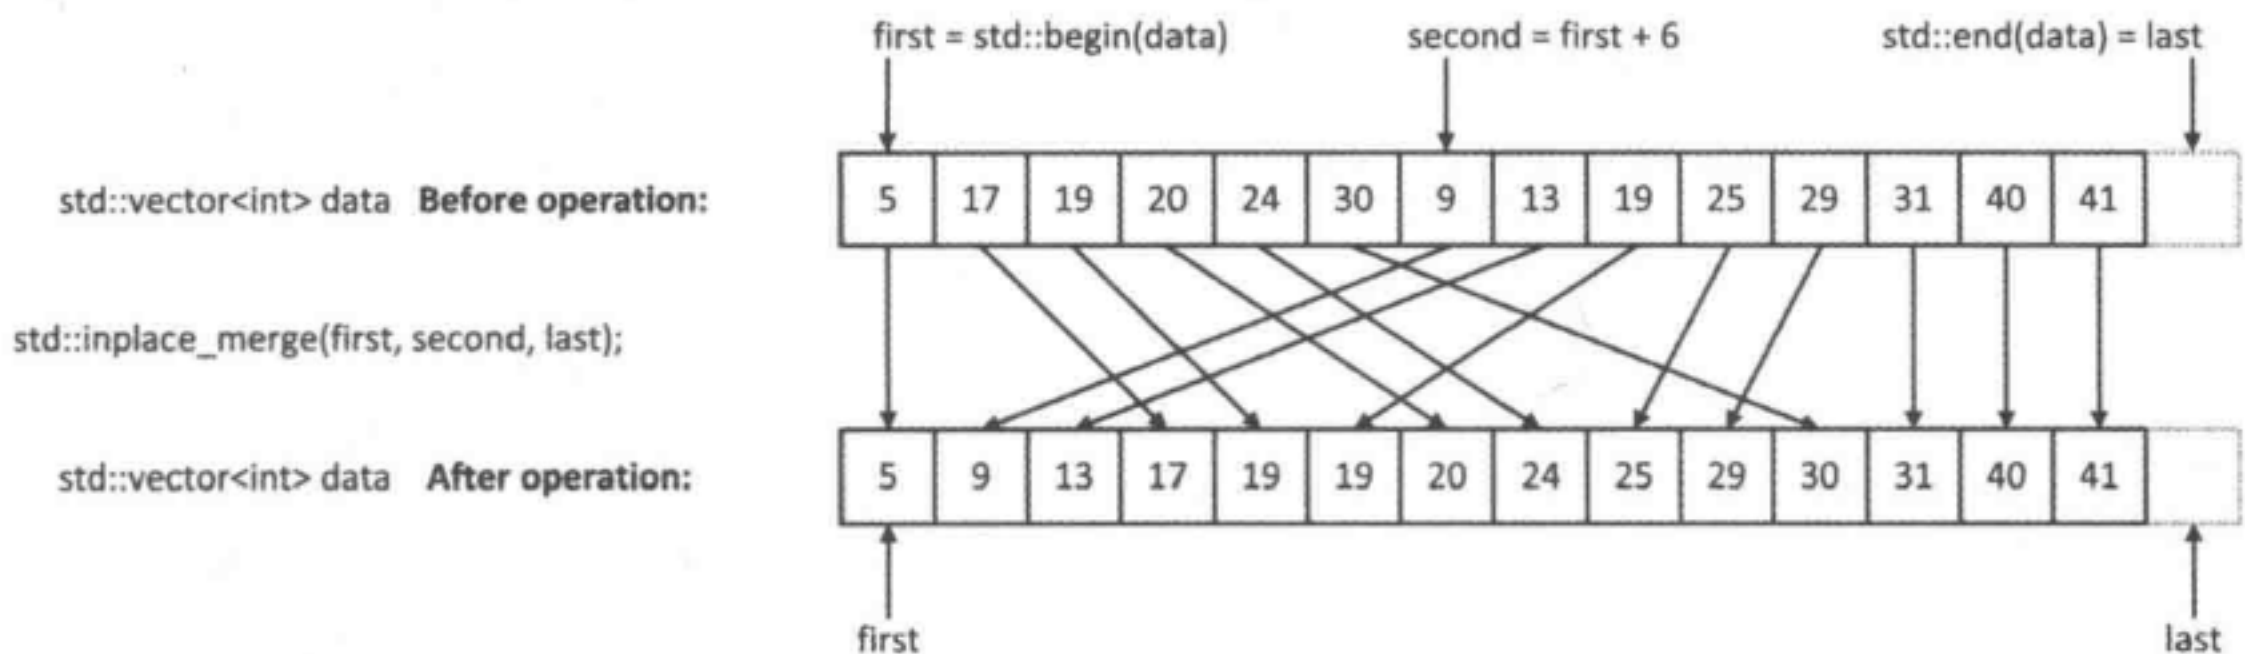 first = std::begin(data) second = first + 6 std::end(data) = last
std::vector<int> data Before operation: 5 17 19 20 24 30 9 13 19 25 29 31 40 41
std::inplace_merge(first, second, last);
std::vector<int> data After operation: 5 9 13 17 19 19 20 24 25 29 30 31 40 41
first last